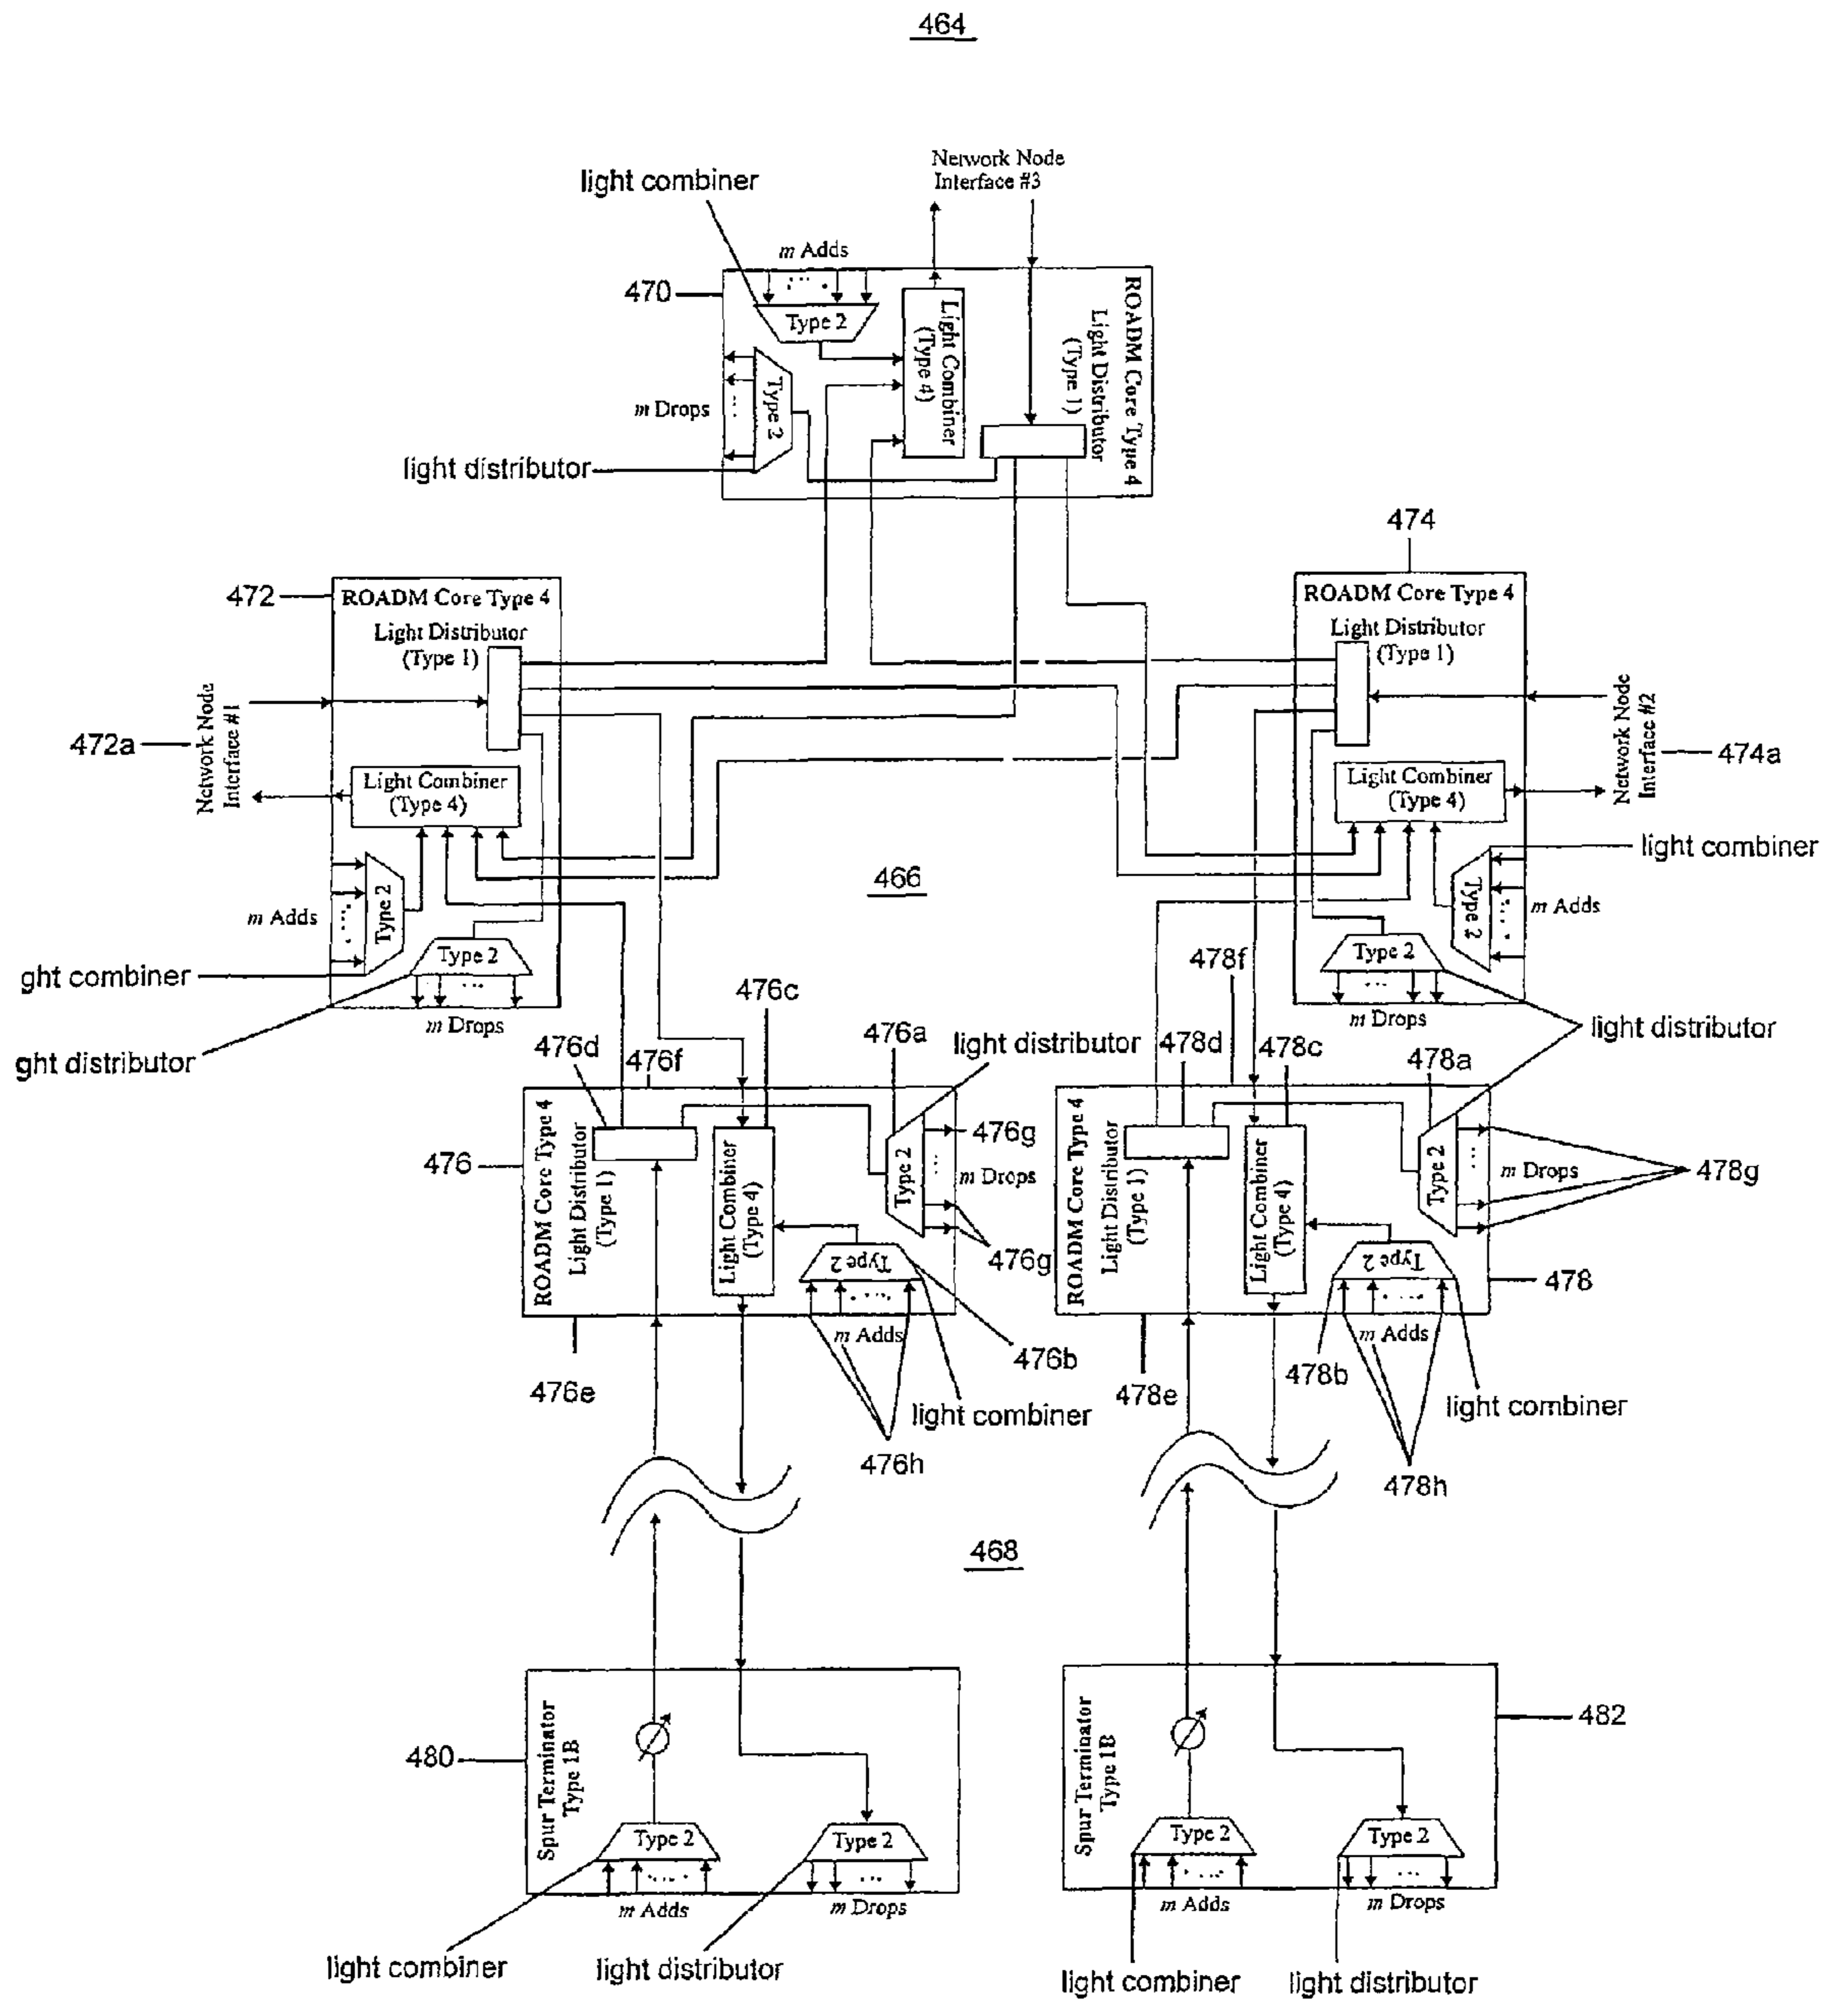 464
Network Node
Interface #3
light combiner
m Adds
470
Type 2
Light Combiner
(Type 4)
ROADM Core Type 4
Light Distributor
(Type 1)
Type 2
m Drops
light distributor
474
472
ROADM Core Type 4
Light Distributor
(Type 1)
ROADM Core Type 4
Light Distributor
(Type 1)
Network Node
Interface #1
472a
Network Node
Interface #2
474a
Light Combiner
(Type 4)
Light Combiner
(Type 4)
light combiner
466
m Adds
Type 2
Type 2
m Adds
ght combiner
Type 2
Type 2
478f
476c
m Drops
m Drops
light distributor
ght distributor
476d
476f
476a
light distributor
478d
478c
478a
476
ROADM Core Type 4
Light Distributor
(Type 1)
Light Combiner
(Type 4)
Type 2
476g
m Drops
476g
Type 2
m Adds
476b
476e
light combiner
476h
ROADM Core Type 4
Light Distributor
(Type 1)
Light Combiner
(Type 4)
Type 2
m Drops
478g
Type 2
478
m Adds
478b
478e
light combiner
478h
468
480
Spur Terminator
Type 1B
Type 2
Type 2
m Adds
m Drops
light combiner
light distributor
482
Spur Terminator
Type 1B
Type 2
Type 2
m Adds
m Drops
light combiner
light distributor